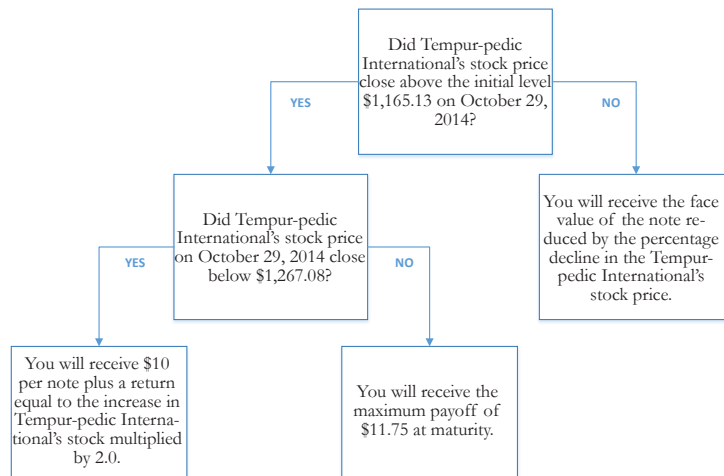 Did Tempur-pedic
International's stock price
close above the initial level
$1,165.13 on October 29,
2014?
YES
NO
Did Tempur-pedic
International's stock price
on October 29, 2014 close
below $1,267.08?
You will receive the face
value of the note re-
duced by the percentage
decline in the Tempur-
pedic International's
stock price.
YES
NO
You will receive $10
per note plus a return
equal to the increase in
Tempur-pedic Interna-
tional's stock multiplied
by 2.0.
You will receive the
maximum payoff of
$11.75 at maturity.